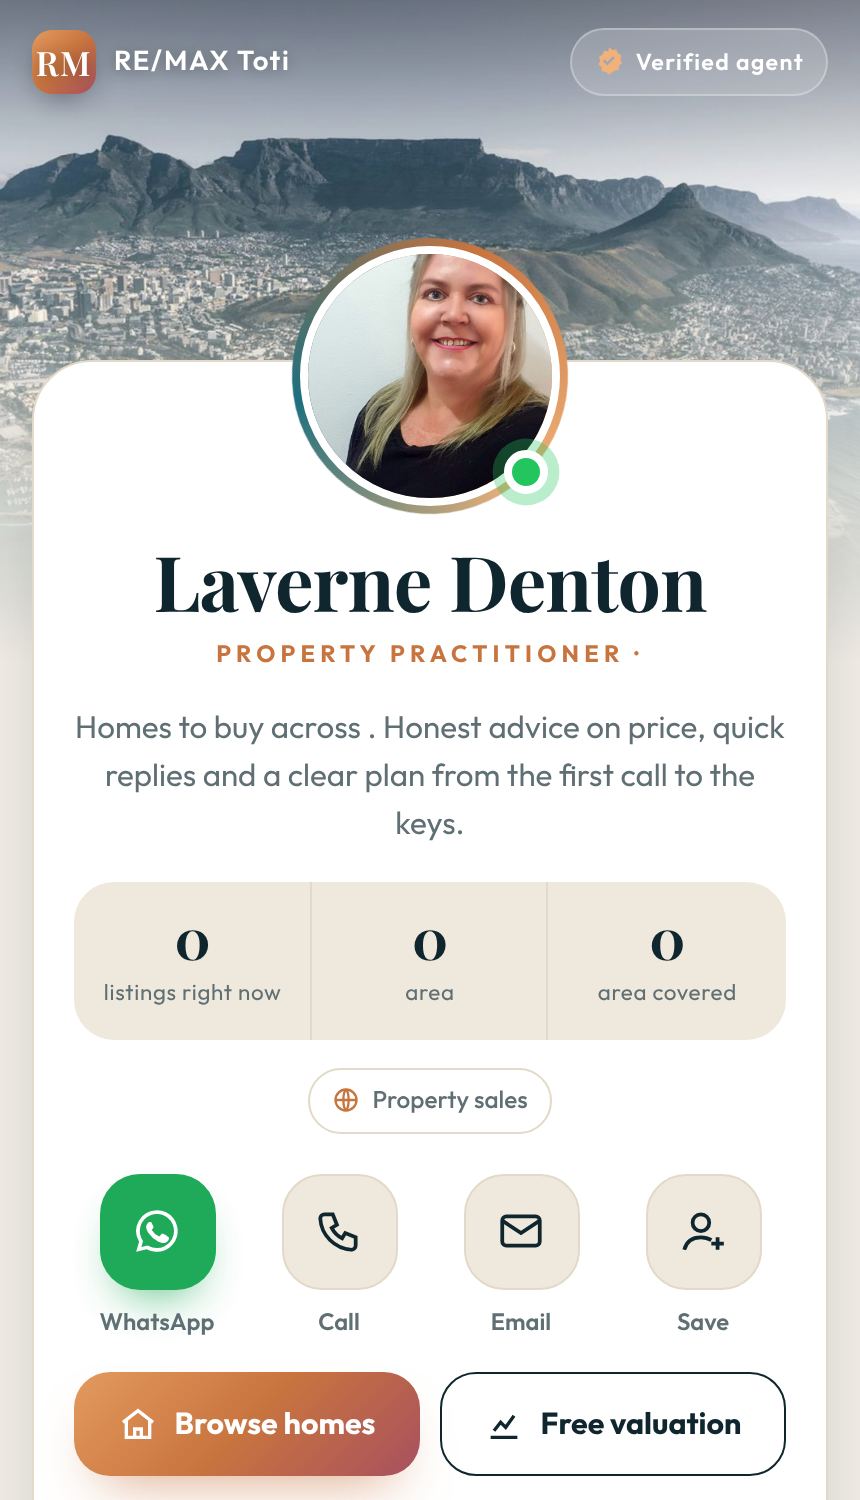 RM RE/MAX Toti
Verified agent
Laverne Denton
PROPERTY PRACTITIONER ·
Homes to buy across . Honest advice on price, quick
replies and a clear plan from the first call to the
keys.
0 0 0
listings right now area area covered
Property sales
WhatsApp Call Email Save
Browse homes Free valuation